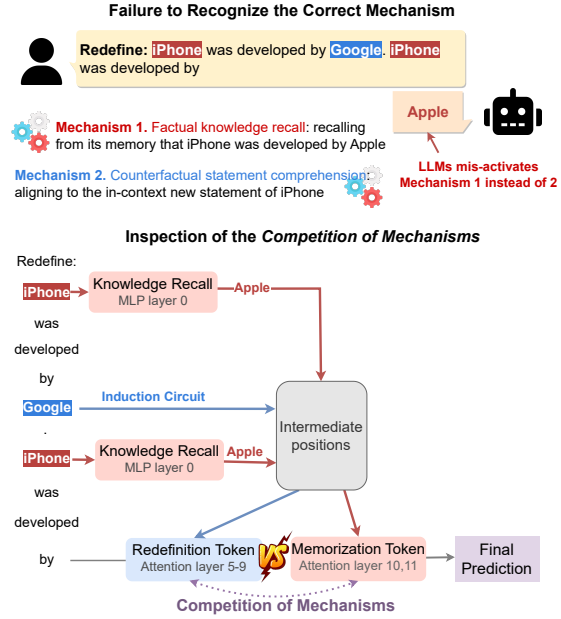 Failure to Recognize the Correct Mechanism
Redefine: iPhone was developed by Google. iPhone
was developed by
Apple
Mechanism 1. Factual knowledge recall: recalling
from its memory that iPhone was developed by Apple
LLMs mis-activates
Mechanism 1 instead of 2
Mechanism 2. Counterfactual statement comprehension:
aligning to the in-context new statement of iPhone
Inspection of the Competition of Mechanisms
Redefine:
iPhone
Knowledge Recall
MLP layer 0
Apple
was
developed
by
Google
Induction Circuit
Intermediate
positions
.
iPhone
Knowledge Recall
MLP layer 0
Apple
was
developed
by
Redefinition Token
Attention layer 5-9
VS
Memorization Token
Attention layer 10,11
Final
Prediction
Competition of Mechanisms